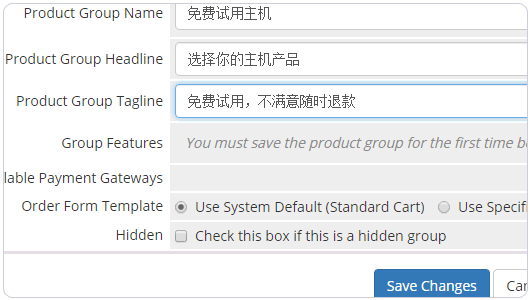 Product Group Name 免费试用主机
Product Group Headline 选择你的主机产品
Product Group Tagline 免费试用，不满意随时退款
Group Features You must save the product group for the first time
lable Payment Gateways
Order Form Template Use System Default (Standard Cart) Use
Hidden Check this box if this is a hidden group
Save Changes